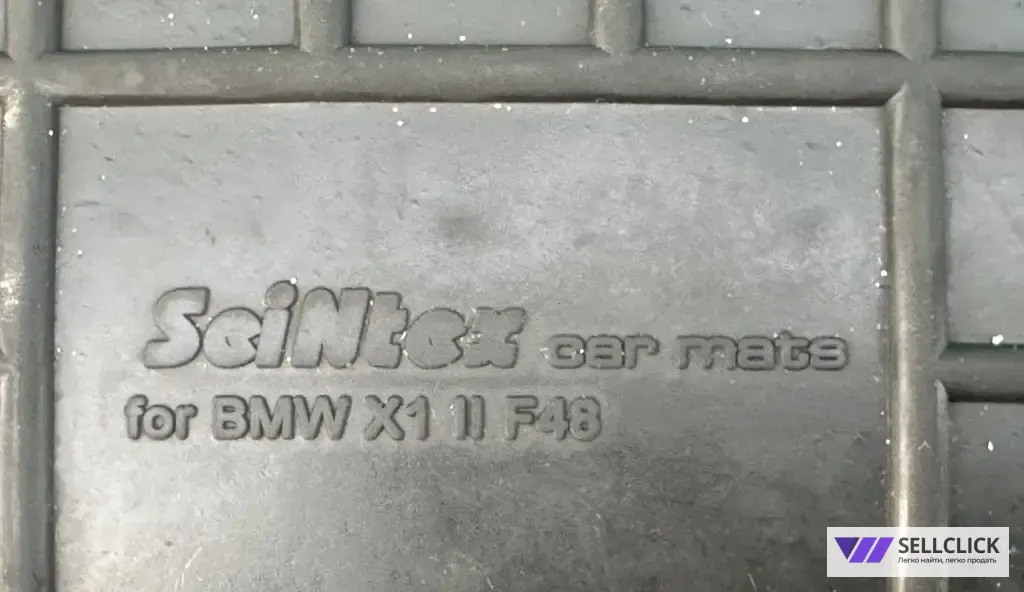 SeiNtex car mats
for BMW X1 II F48
SELLCLICK
Легко найти, легко продать